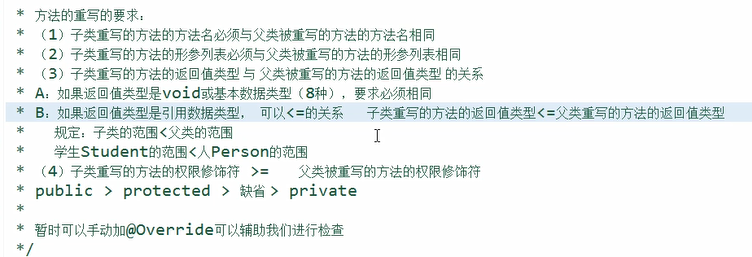 * 方法的重写的要求：
* （1）子类重写的方法的方法名必须与父类被重写的方法的方法名相同
* （2）子类重写的方法的形参列表必须与父类被重写的方法的形参列表相同
* （3）子类重写的方法的返回值类型 与 父类被重写的方法的返回值类型 的关系
* A：如果返回值类型是void或基本数据类型（8种），要求必须相同
* B：如果返回值类型是引用数据类型， 可以<=的关系 子类重写的方法的返回值类型<=父类重写的方法的返回值类型
* 规定：子类的范围<父类的范围
* 学生Student的范围<人Person的范围
* （4）子类重写的方法的权限修饰符 >= 父类被重写的方法的权限修饰符
* public > protected > 缺省 > private
*
* 暂时可以手动加@Override可以辅助我们进行检查
*/